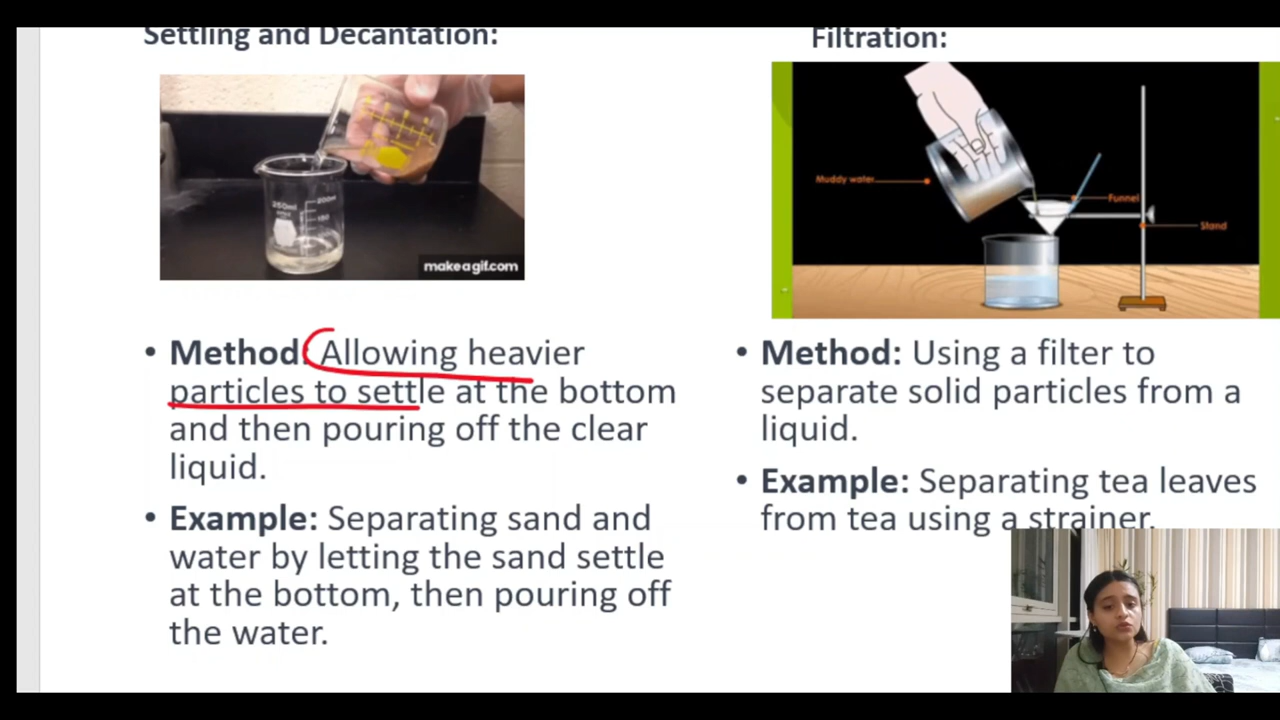 Settling and Decantation:
250ml
200ml
150
makeagif.com
• Method: Allowing heavier
particles to settle at the bottom
and then pouring off the clear
liquid.
• Example: Separating sand and
water by letting the sand settle
at the bottom, then pouring off
the water.
Filtration:
Muddy water
Funnel
Stand
• Method: Using a filter to
separate solid particles from a
liquid.
• Example: Separating tea leaves
from tea using a strainer.